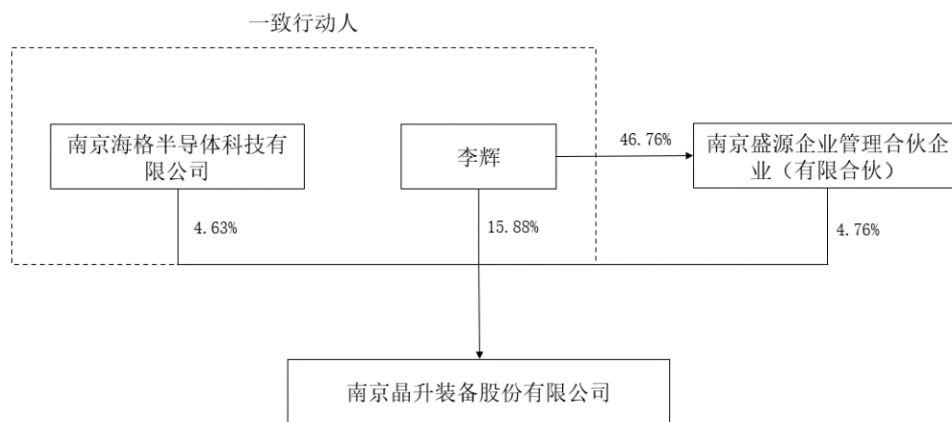 一致行动人
南京海格半导体科技有
限公司
李辉
46.76%
南京盛源企业管理合伙企
业（有限合伙）
4.63%
15.88%
4.76%
南京晶升装备股份有限公司